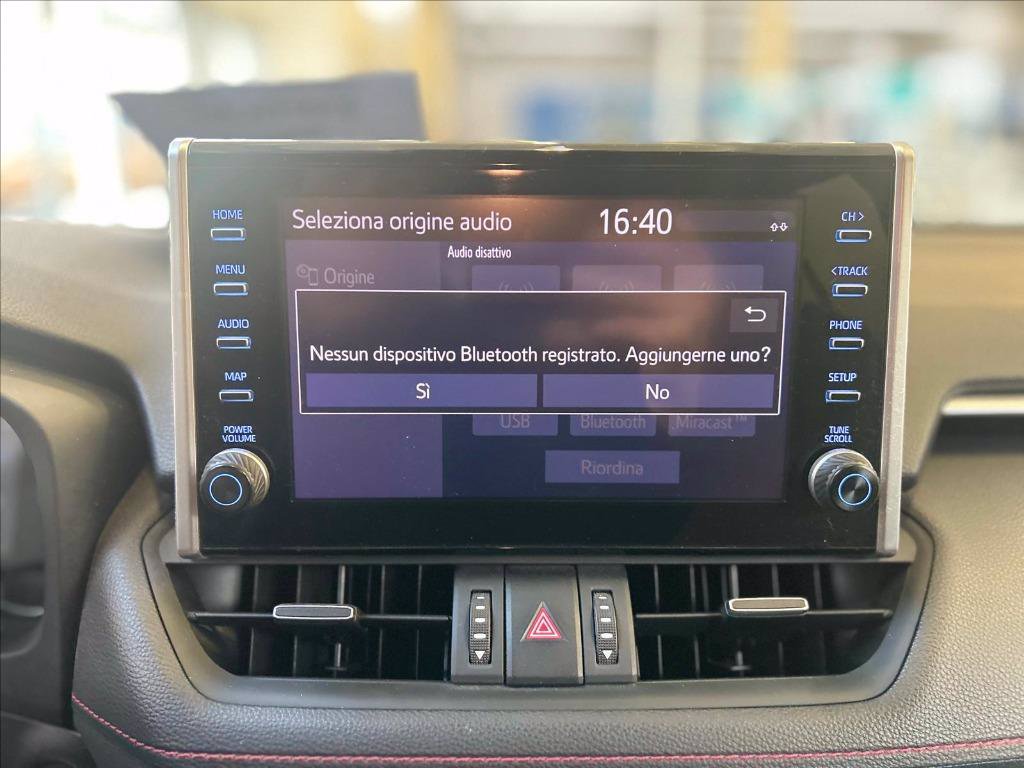 HOME
MENU
AUDIO
MAP
POWER
VOLUME
Seleziona origine audio
16:40
Audio disattivo
Origine
Nessun dispositivo Bluetooth registrato. Aggiungerne uno?
Sì
No
USB
Bluetooth
Miracast™
Riordina
CH >
<TRACK
PHONE
SETUP
TUNE
SCROLL